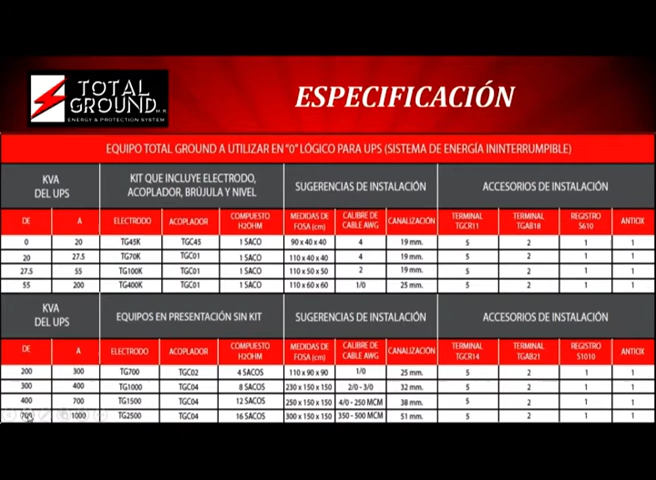 TOTAL
GROUND M.R.
ENERGY & PROTECTION SYSTEM
ESPECIFICACIÓN
EQUIPO TOTAL GROUND A UTILIZAR EN "0" LÓGICO PARA UPS (SISTEMA DE ENERGÍA ININTERRUMPIBLE)
KVA DEL UPS KIT QUE INCLUYE ELECTRODO, ACOPLADOR, BRÚJULA Y NIVEL SUGERENCIAS DE INSTALACIÓN ACCESORIOS DE INSTALACIÓN
DE A ELECTRODO ACOPLADOR COMPUESTO H2OHM MEDIDAS DE FOSA (cm) CALIBRE DE CABLE AWG CANALIZACIÓN TERMINAL TGCR11 TERMINAL TGAB18 REGISTRO S610 ANTIOX
0 20 TG45K TGC45 1 SACO 90 x 40 x 40 4 19 mm. 5 2 1 1
20 27.5 TG70K TGC01 1 SACO 110 x 40 x 40 4 19 mm. 5 2 1 1
27.5 55 TG100K TGC01 1 SACO 110 x 50 x 50 2 19 mm. 5 2 1 1
55 200 TG400K TGC01 1 SACO 110 x 60 x 60 1/0 25 mm. 5 2 1 1
KVA DEL UPS EQUIPOS EN PRESENTACIÓN SIN KIT SUGERENCIAS DE INSTALACIÓN ACCESORIOS DE INSTALACIÓN
DE A ELECTRODO ACOPLADOR COMPUESTO H2OHM MEDIDAS DE FOSA (cm) CALIBRE DE CABLE AWG CANALIZACIÓN TERMINAL TGCR14 TERMINAL TGAB21 REGISTRO S1010 ANTIOX
200 300 TG700 TGC02 4 SACOS 110 x 90 x 90 1/0 25 mm. 5 2 1 1
300 400 TG1000 TGC04 8 SACOS 230 x 150 x 150 2/0 - 3/0 32 mm. 5 2 1 1
400 700 TG1500 TGC04 12 SACOS 250 x 150 x 150 4/0 - 250 MCM 38 mm. 5 2 1 1
700 1000 TG2500 TGC04 16 SACOS 300 x 150 x 150 350 - 500 MCM 51 mm. 5 2 1 1